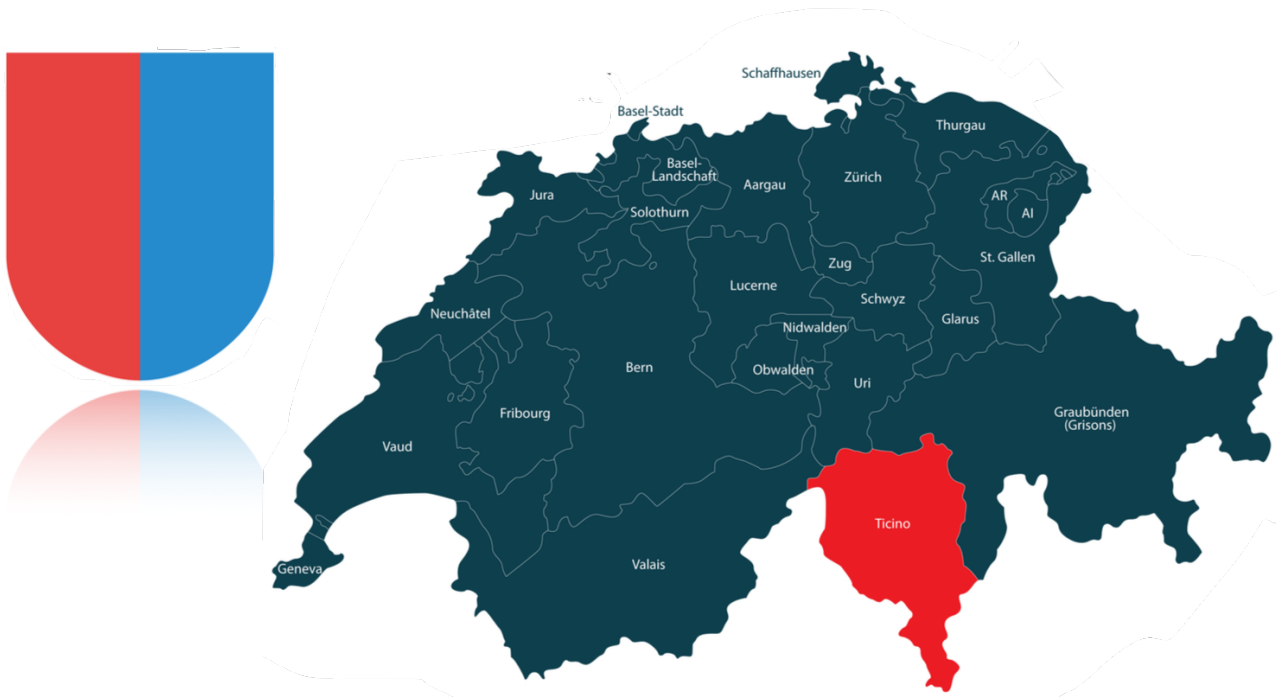 Schaffhausen
Basel-Stadt
Thurgau
Basel-
Landschaft
Aargau
Zürich
Jura
AR
Solothurn
AI
St. Gallen
Zug
Lucerne
Schwyz
Neuchâtel
Glarus
Nidwalden
Bern
Obwalden
Uri
Fribourg
Graubünden
(Grisons)
Vaud
Ticino
Valais
Geneva